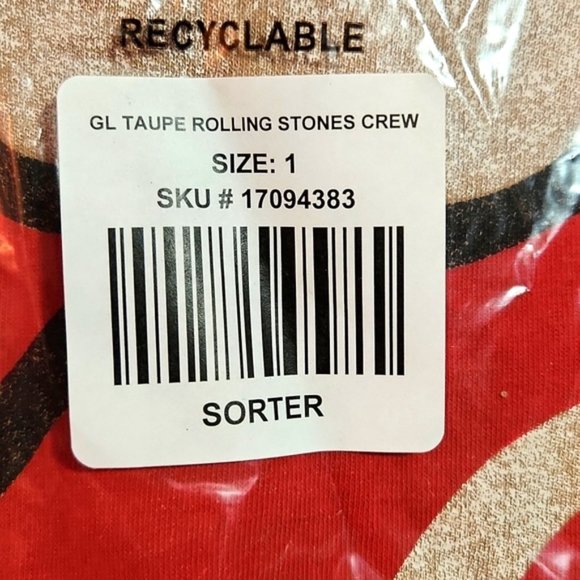 RECYCLABLE
GL TAUPE ROLLING STONES CREW
SIZE: 1
SKU # 17094383
SORTER